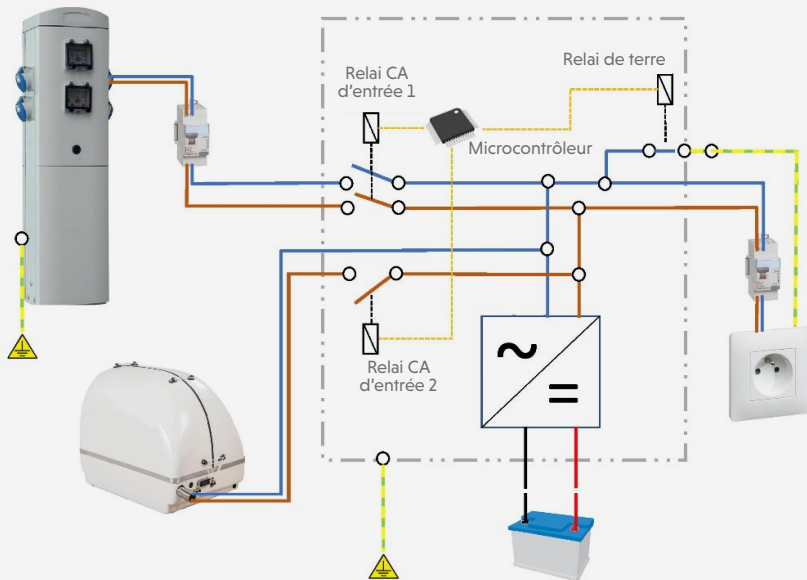 Relai CA
d'entrée 1
Relai de terre
Microcontrôleur
Relai CA
d'entrée 2